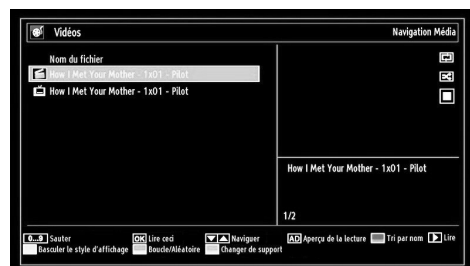 Vidéos
Navigation Média
Nom du fichier
How I Met Your Mother - 1x01 - Pilot
How I Met Your Mother - 1x01 - Pilot
How I Met Your Mother - 1x01 - Pilot
1/2
0...9 Sauter OK Lire ceci Naviguer AD Aperçu de la lecture Tri par nom Lire
Basculer le style d'affichage Boucle/Aléatoire Changer de support